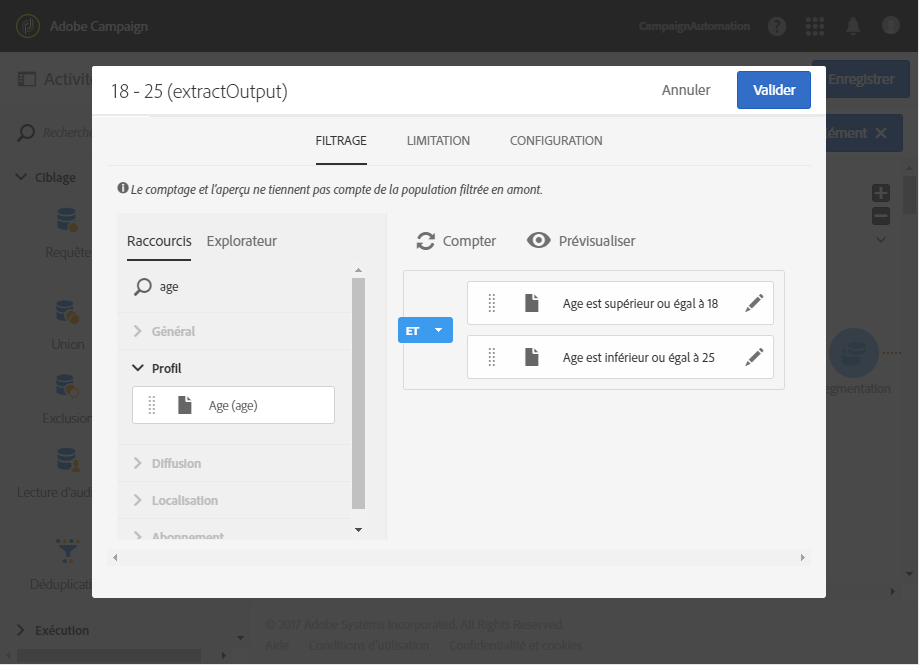 Adobe Campaign
CampaignAutomation
Activit
Enregistrer
Recherche
ément
18 - 25 (extractOutput)
Annuler
Valider
FILTRAGE
LIMITATION
CONFIGURATION
Le comptage et l'aperçu ne tiennent pas compte de la population filtrée en amont.
Ciblage
Requête
Union
Exclusion
Lecture d'audi
Déduplicati
Exécution
Raccourcis
Explorateur
age
Général
Profil
Age (age)
Diffusion
Localisation
Abonnement
Compter
Prévisualiser
ET
Age est supérieur ou égal à 18
Age est inférieur ou égal à 25
egmentation
© 2017 Adobe Systems Incorporated. All Rights Reserved.
Aide
Conditions d'utilisation
Confidentialité et cookies